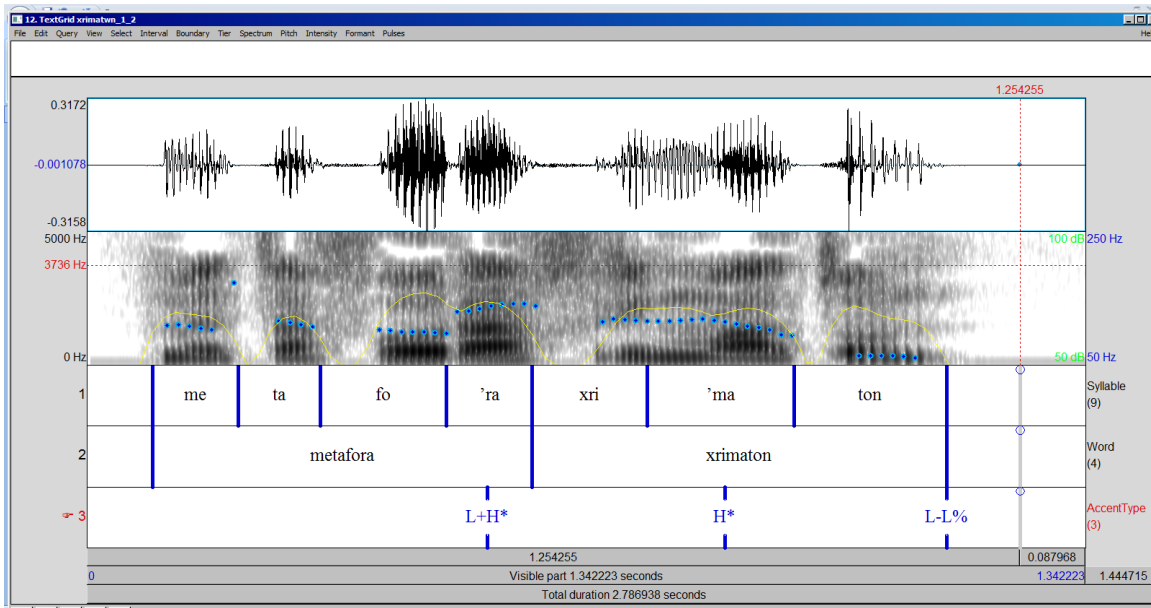 12. TextGrid xrimatwn_1_2
File Edit Query View Select Interval Boundary Tier Spectrum Pitch Intensity Formant Pulses
1.254255
0.3172
-0.001078
-0.3158
5000 Hz 100 dB 250 Hz
3736 Hz
0 Hz 50 dB 50 Hz
1 me ta fo 'ra xri 'ma ton Syllable
(9)
2 metafora xrimaton Word
(4)
3 L+H* H* L-L% AccentType
(3)
1.254255 0.087968
0 Visible part 1.342223 seconds 1.342223 1.444715
Total duration 2.786938 seconds